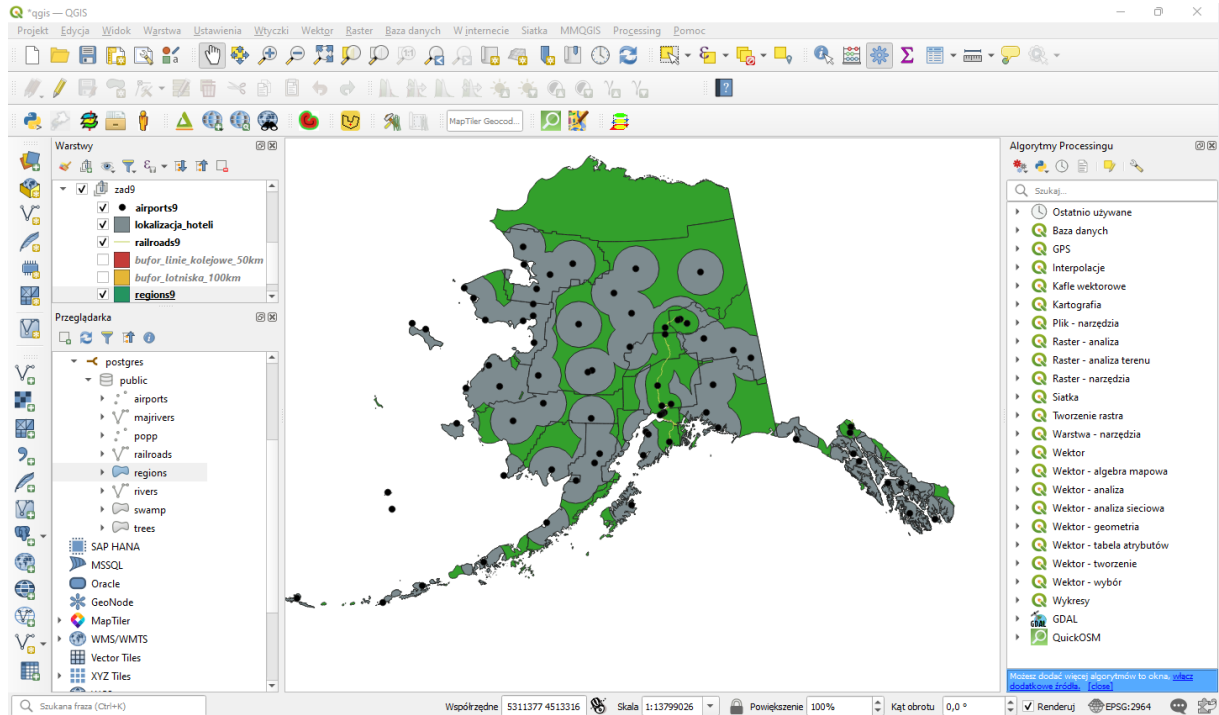 *qgis — QGIS
Projekt Edycja Widok Warstwa Ustawienia Wtyczki Wektor Raster Baza danych W internecie Siatka MMQGIS Processing Pomoc
MapTiler Geocod...
Warstwy
zad9
airports9
lokalizacja_hoteli
railroads9
bufor_linie_kolejowe_50km
bufor_lotniska_100km
regions9
Przeglądarka
postgres
public
airports
majrivers
popp
railroads
regions
rivers
swamp
trees
SAP HANA
MSSQL
Oracle
GeoNode
MapTiler
WMS/WMTS
Vector Tiles
XYZ Tiles
Algorytmy Processingu
Szukaj...
Ostatnio używane
Baza danych
GPS
Interpolacje
Kafle wektorowe
Kartografia
Plik - narzędzia
Raster - analiza
Raster - analiza terenu
Raster - narzędzia
Siatka
Tworzenie rastra
Warstwa - narzędzia
Wektor
Wektor - algebra mapowa
Wektor - analiza
Wektor - analiza sieciowa
Wektor - geometria
Wektor - tabela atrybutów
Wektor - tworzenie
Wektor - wybór
Wykresy
GDAL
QuickOSM
Możesz dodać więcej algorytmów to okna, włącz
dodatkowe źródła. [close]
Szukana fraza (Ctrl+K)
Współrzędne 5311377 4513316 Skala 1:13799026 Powiększenie 100% Kąt obrotu 0,0 ° Renderuj EPSG:2964